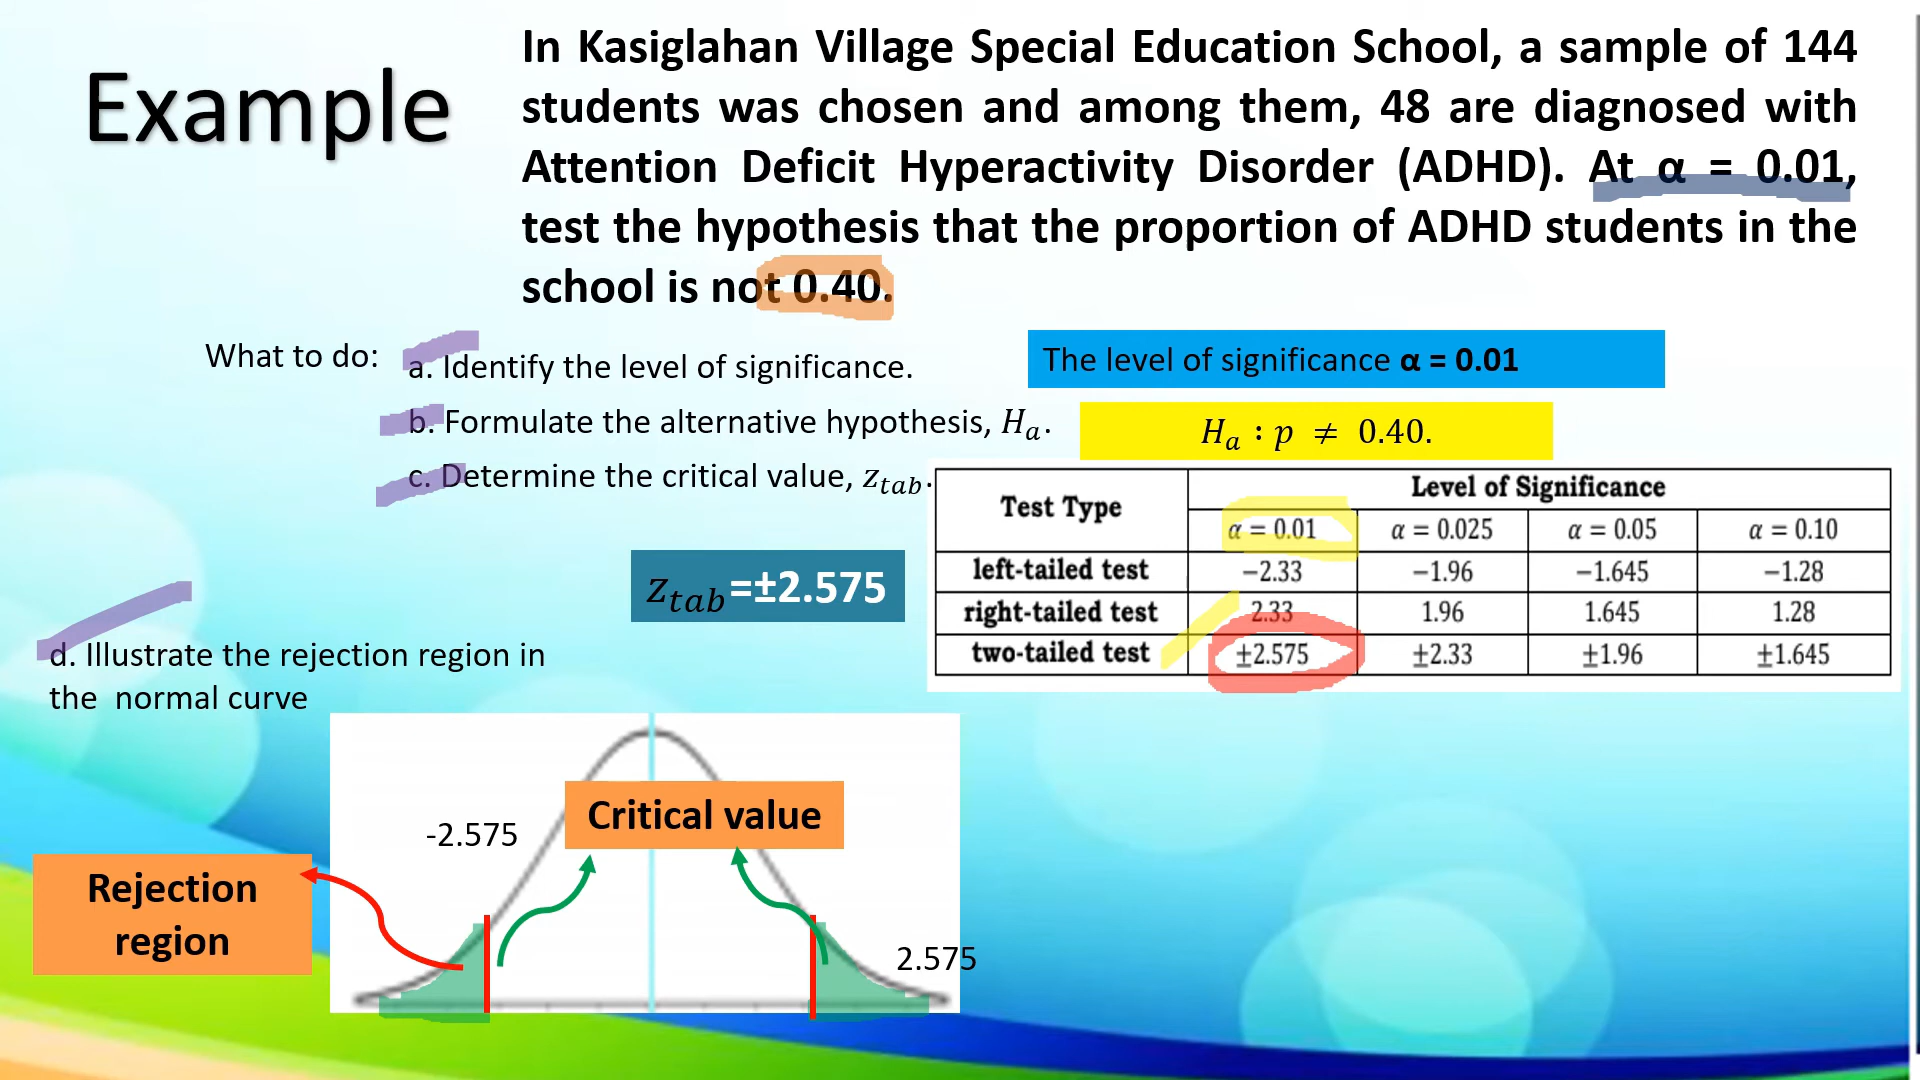 Example
In Kasiglahan Village Special Education School, a sample of 144
students was chosen and among them, 48 are diagnosed with
Attention Deficit Hyperactivity Disorder (ADHD). At α = 0.01,
test the hypothesis that the proportion of ADHD students in the
school is not 0.40.
What to do:
a. Identify the level of significance.
The level of significance α = 0.01
b. Formulate the alternative hypothesis, Hₐ.
Hₐ : p ≠ 0.40.
c. Determine the critical value, z_tab.
Test Type
Level of Significance
α = 0.01 α = 0.025 α = 0.05 α = 0.10
left-tailed test −2.33 −1.96 −1.645 −1.28
right-tailed test 2.33 1.96 1.645 1.28
two-tailed test ±2.575 ±2.33 ±1.96 ±1.645
z_tab=±2.575
d. Illustrate the rejection region in
the normal curve
Critical value
-2.575
Rejection
region
2.575